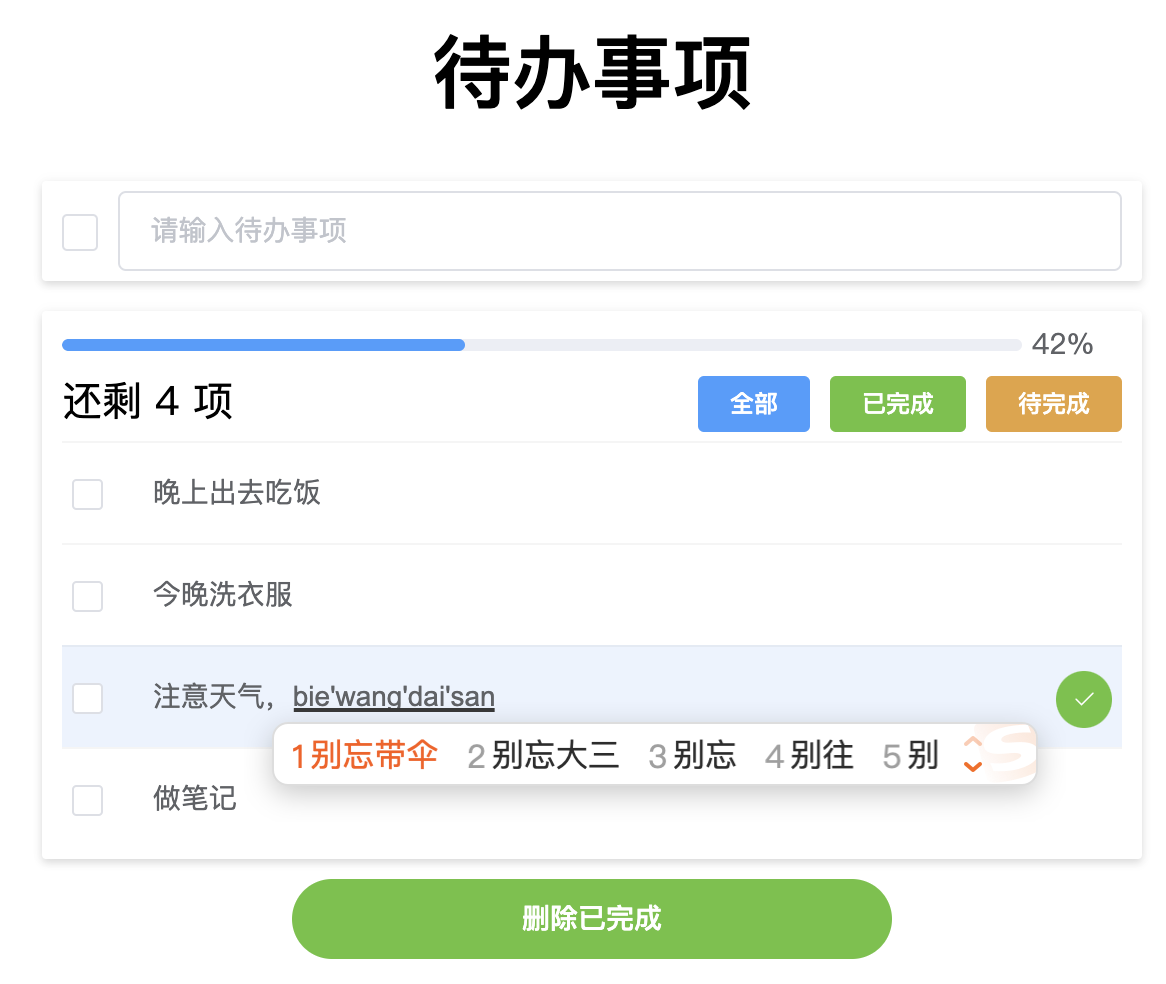 待办事项
请输入待办事项
42%
还剩 4 项 全部 已完成 待完成
晚上出去吃饭
今晚洗衣服
注意天气，bie'wang'dai'san
1 别忘带伞 2 别忘大三 3 别忘 4 别往 5 别
做笔记
删除已完成